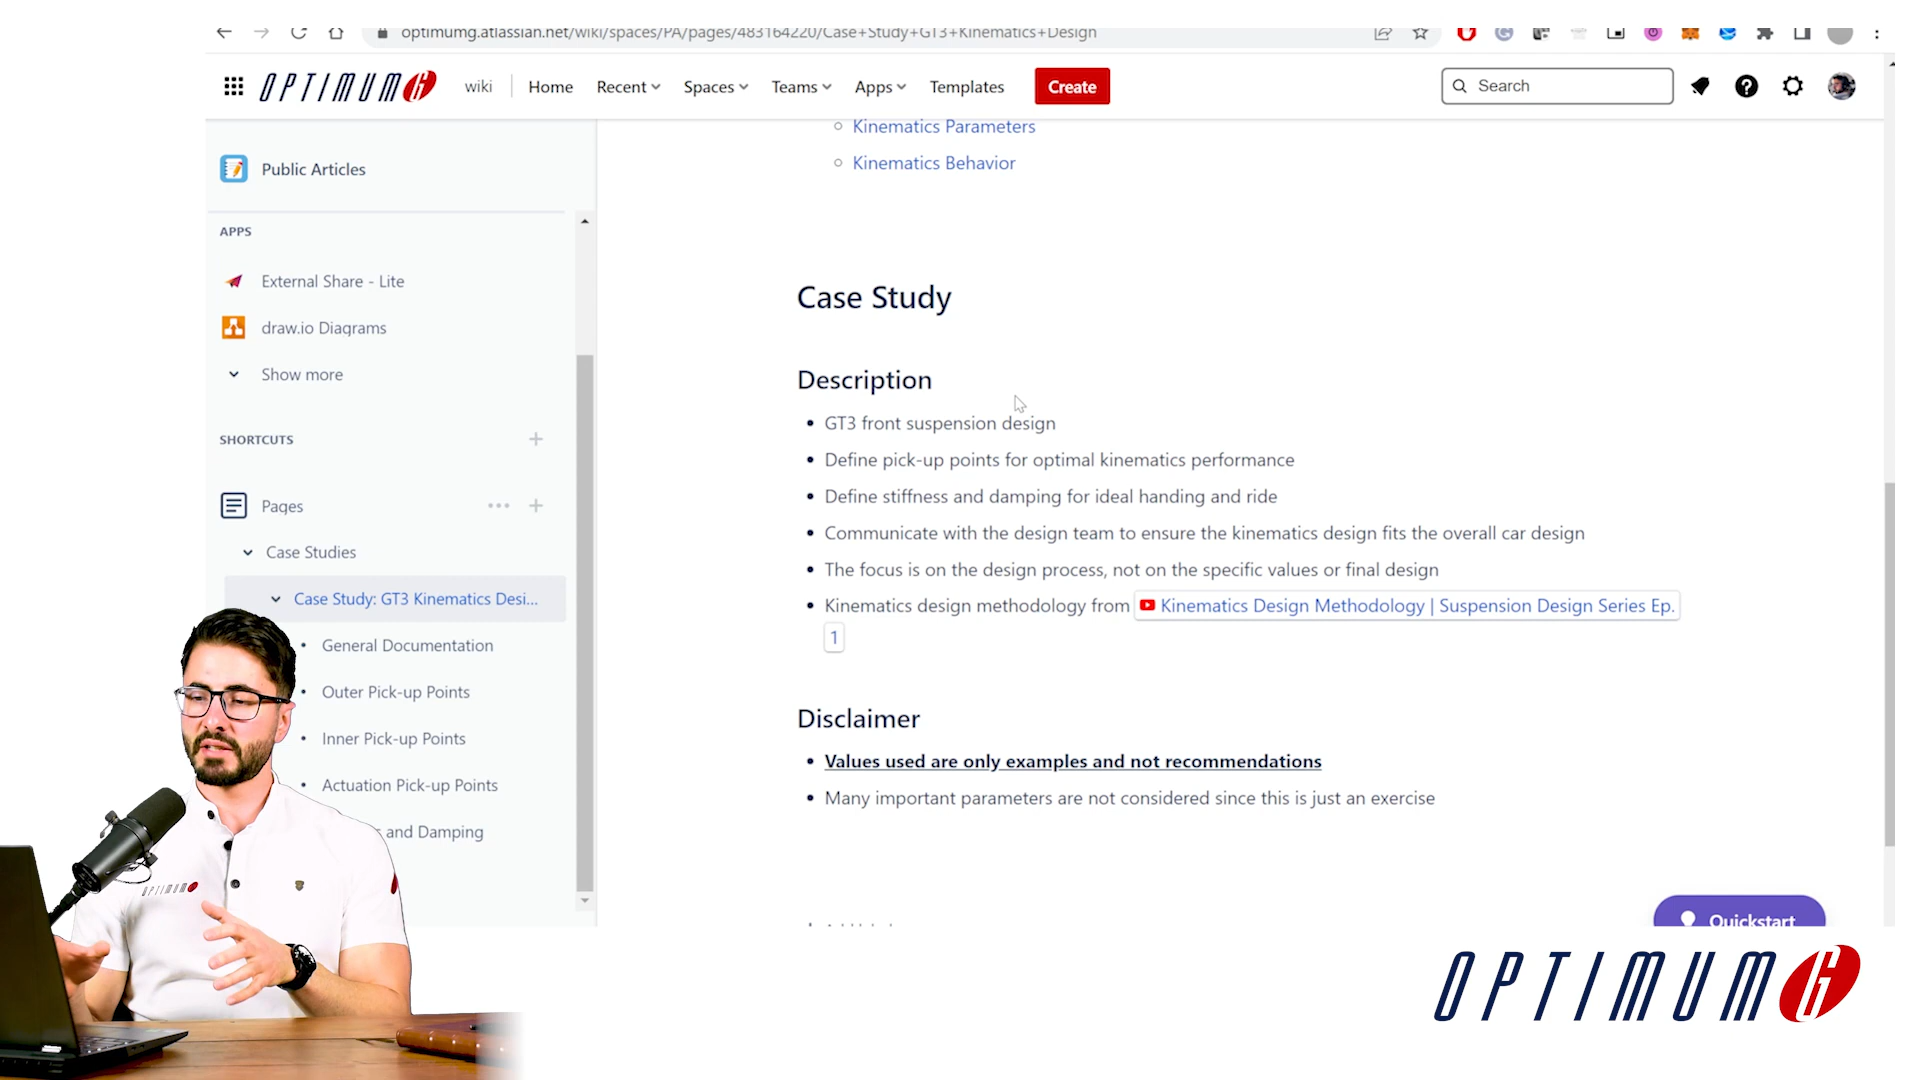 optimumg.atlassian.net/wiki/spaces/PA/pages/483164220/Case+Study+GT3+Kinematics+Design
OPTIMUMG wiki Home Recent Spaces Teams Apps Templates Create Search
Public Articles
APPS
External Share - Lite
draw.io Diagrams
Show more
SHORTCUTS
Pages
Case Studies
Case Study: GT3 Kinematics Desi...
General Documentation
Outer Pick-up Points
Inner Pick-up Points
Actuation Pick-up Points
and Damping
Kinematics Parameters
Kinematics Behavior
Case Study
Description
GT3 front suspension design
Define pick-up points for optimal kinematics performance
Define stiffness and damping for ideal handing and ride
Communicate with the design team to ensure the kinematics design fits the overall car design
The focus is on the design process, not on the specific values or final design
Kinematics design methodology from Kinematics Design Methodology | Suspension Design Series Ep.
1
Disclaimer
Values used are only examples and not recommendations
Many important parameters are not considered since this is just an exercise
Quickstart
OPTIMUMG
OPTIMUMG